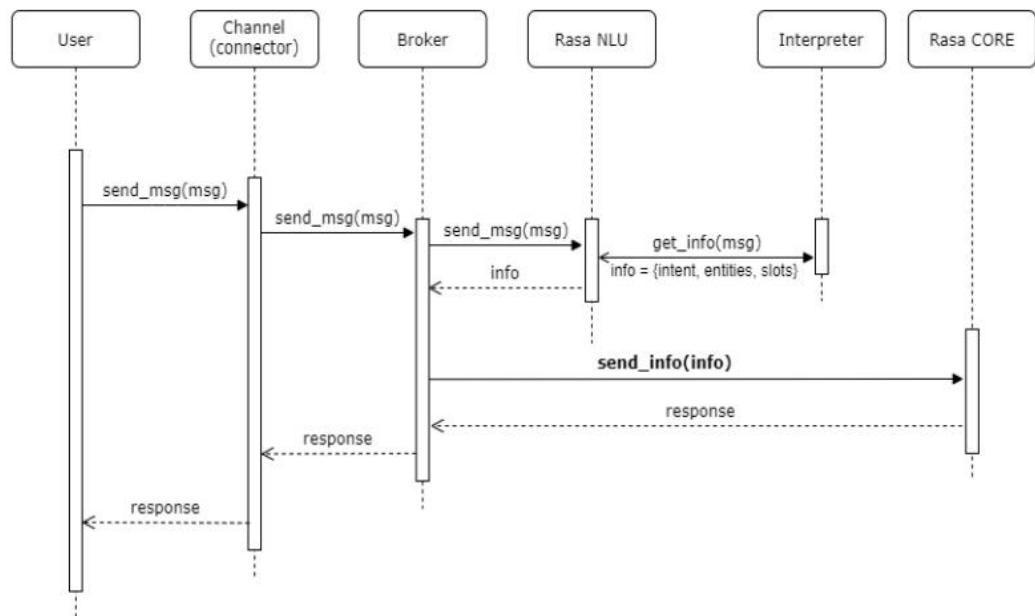 User
Channel
(connector)
Broker
Rasa NLU
Interpreter
Rasa CORE
send_msg(msg)
send_msg(msg)
send_msg(msg)
get_info(msg)
info = {intent, entities, slots}
info
send_info(info)
response
response
response